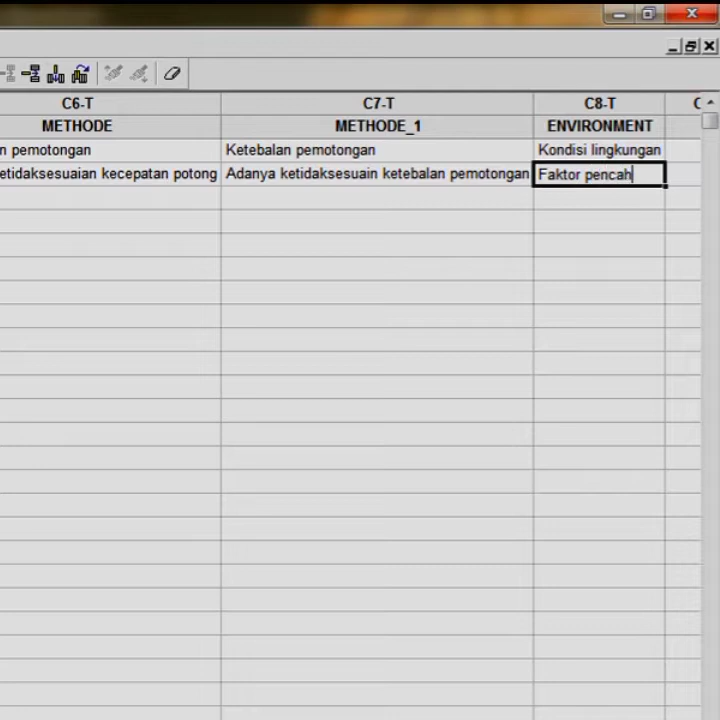 C6-T C7-T C8-T C
METHODE METHODE_1 ENVIRONMENT
n pemotongan Ketebalan pemotongan Kondisi lingkungan
etidaksesuaian kecepatan potong Adanya ketidaksesuain ketebalan pemotongan Faktor pencah